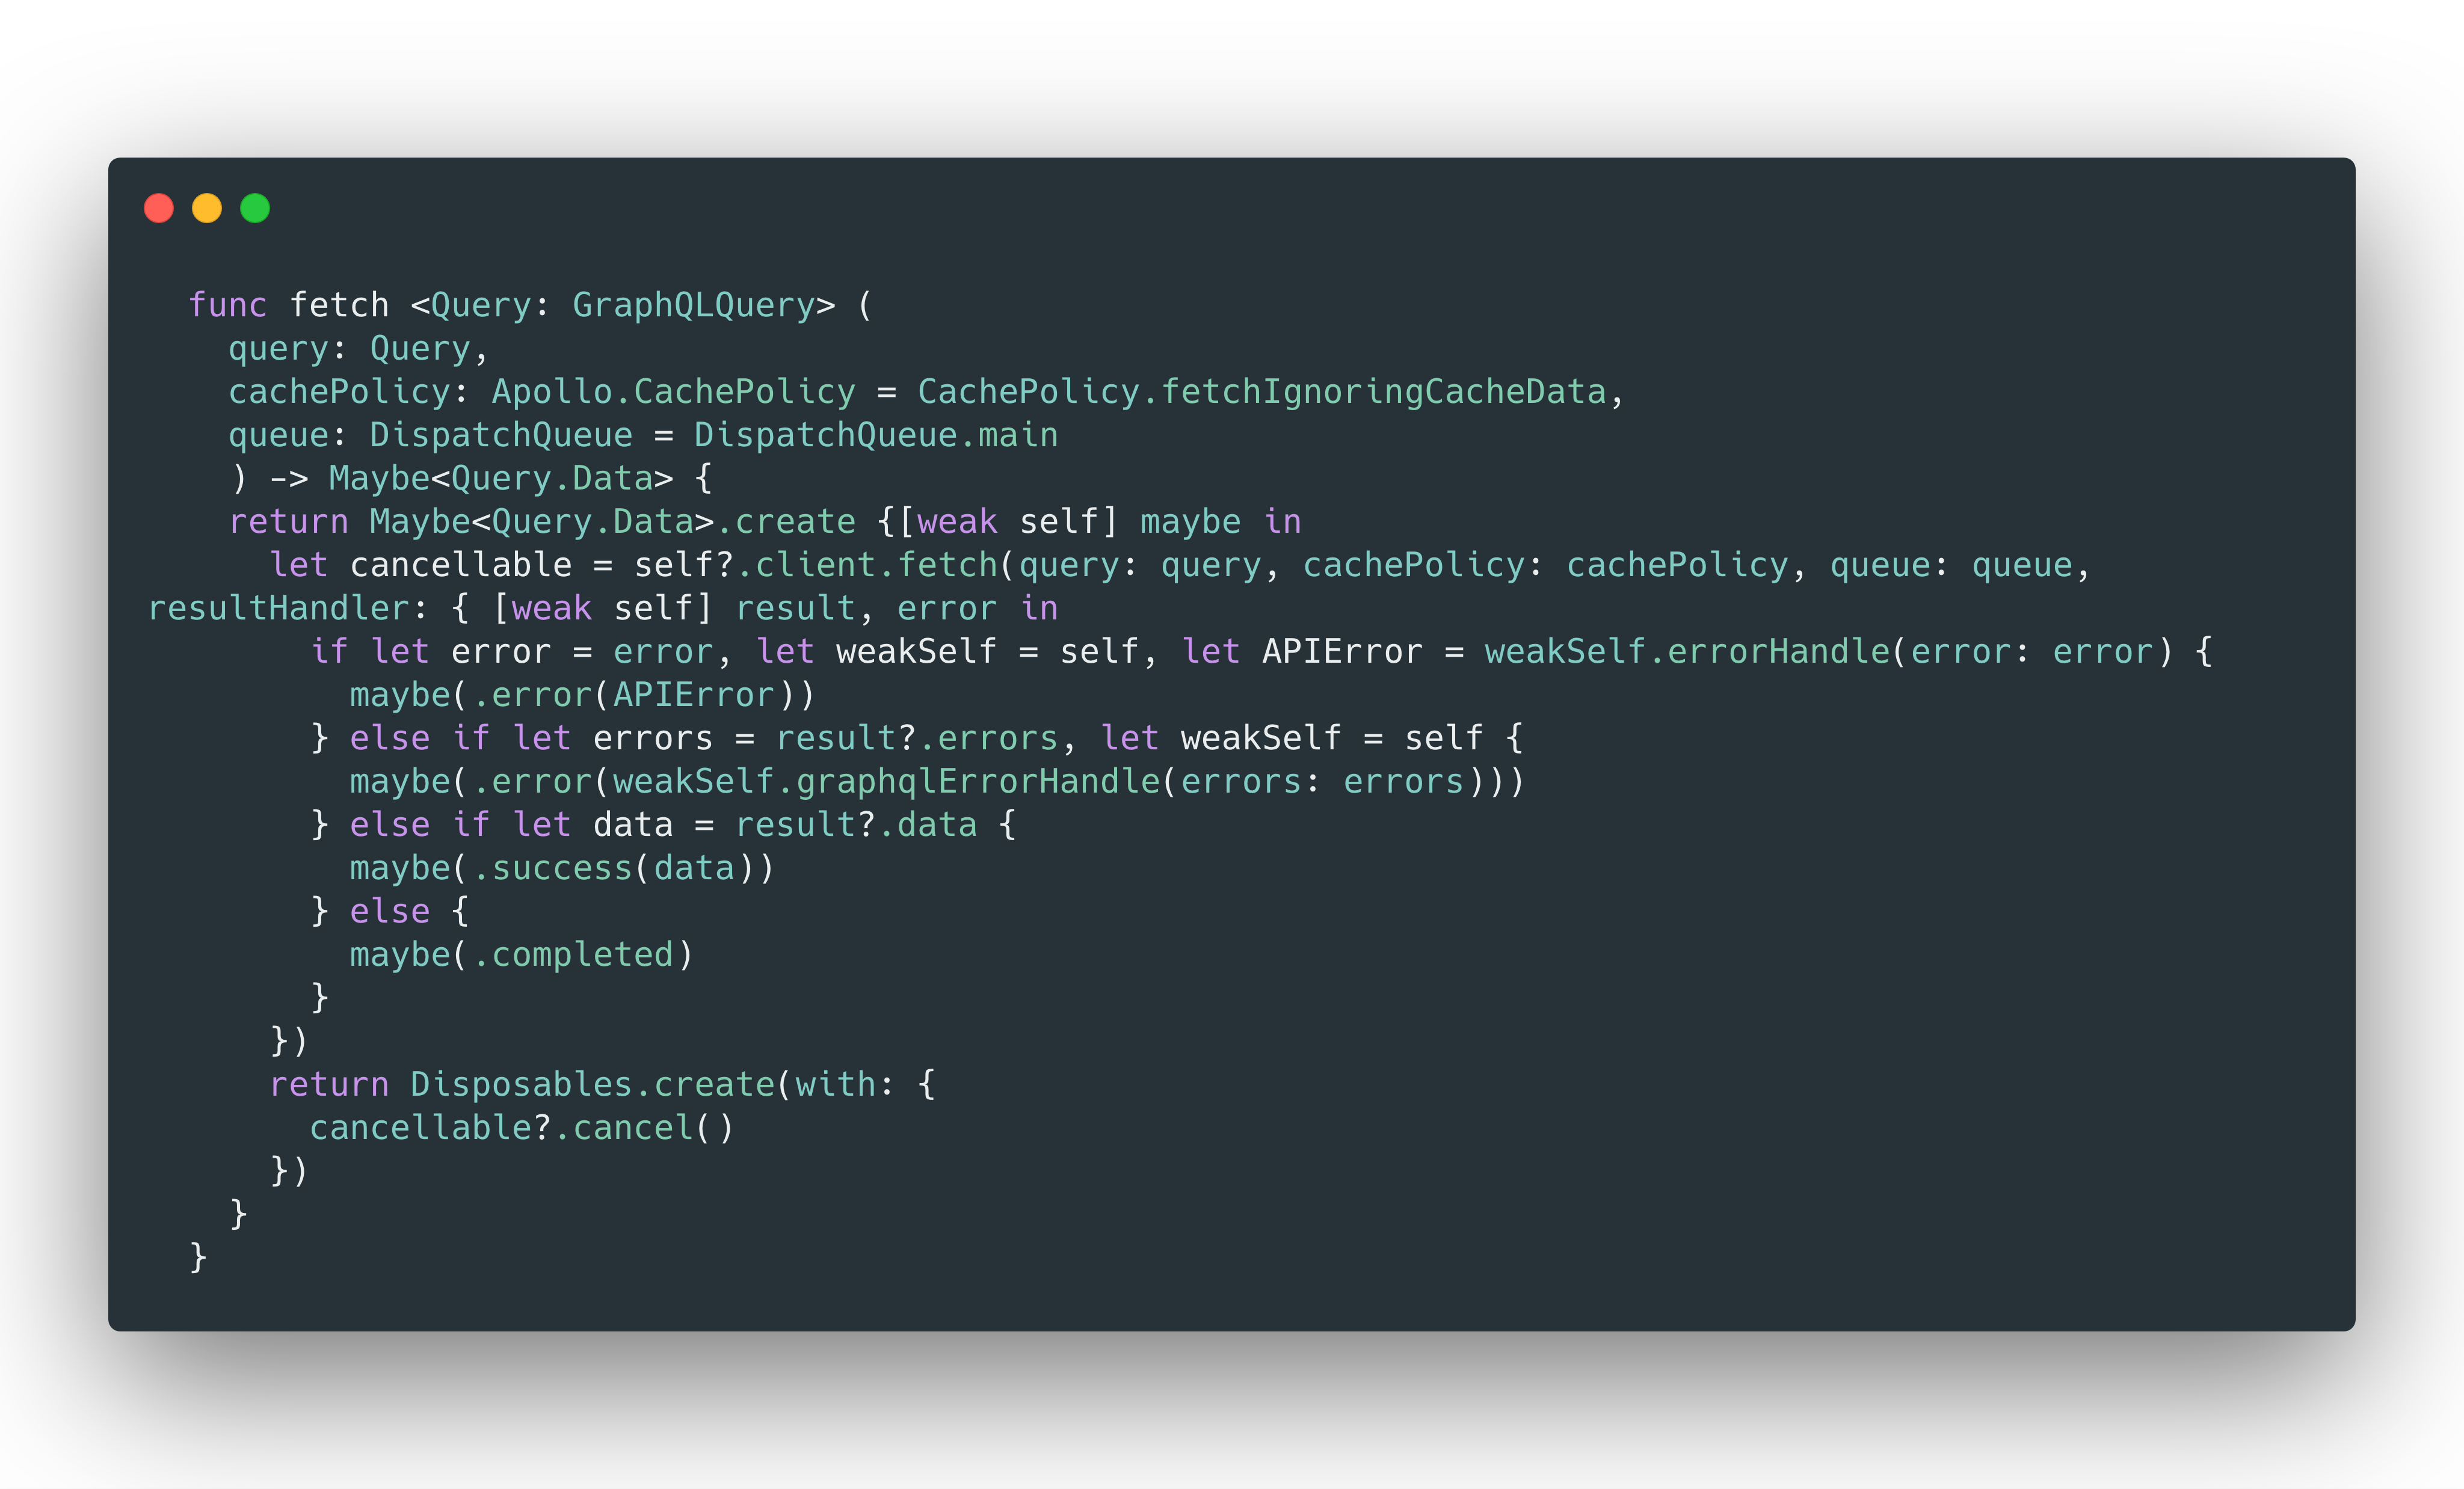 func fetch <Query: GraphQLQuery> (
query: Query,
cachePolicy: Apollo.CachePolicy = CachePolicy.fetchIgnoringCacheData,
queue: DispatchQueue = DispatchQueue.main
) -> Maybe<Query.Data> {
return Maybe<Query.Data>.create {[weak self] maybe in
let cancellable = self?.client.fetch(query: query, cachePolicy: cachePolicy, queue: queue,
resultHandler: { [weak self] result, error in
if let error = error, let weakSelf = self, let APIError = weakSelf.errorHandle(error: error) {
maybe(.error(APIError))
} else if let errors = result?.errors, let weakSelf = self {
maybe(.error(weakSelf.graphqlErrorHandle(errors: errors)))
} else if let data = result?.data {
maybe(.success(data))
} else {
maybe(.completed)
}
})
return Disposables.create(with: {
cancellable?.cancel()
})
}
}